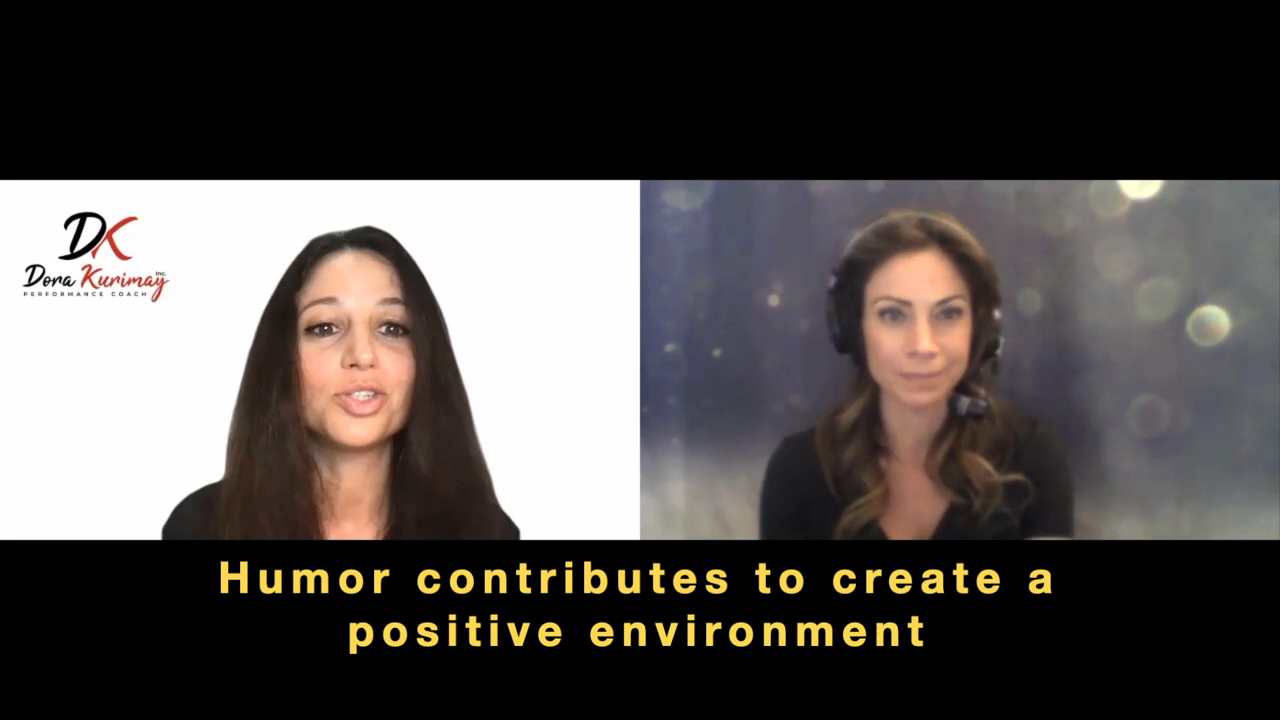 DK
Dora Kurimay Inc.
PERFORMANCE COACH
Humor contributes to create a
positive environment